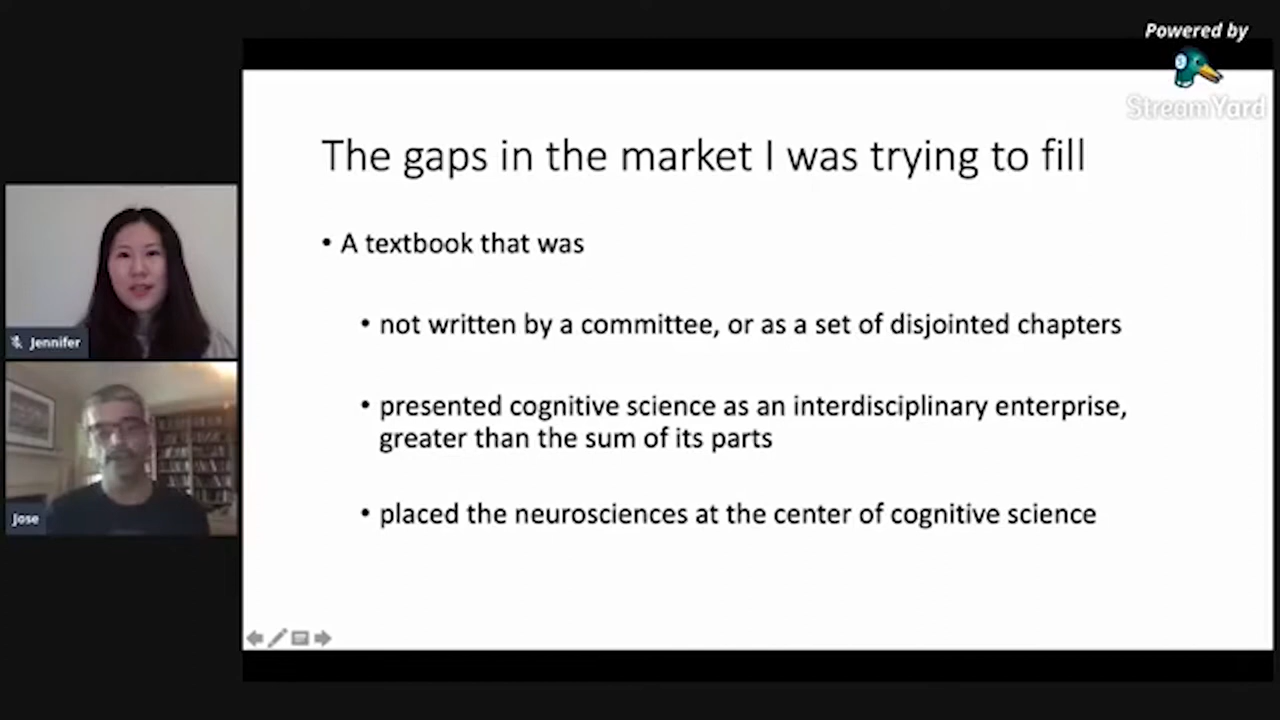 Powered by
StreamYard
The gaps in the market I was trying to fill
• A textbook that was
• not written by a committee, or as a set of disjointed chapters
• presented cognitive science as an interdisciplinary enterprise,
greater than the sum of its parts
• placed the neurosciences at the center of cognitive science
Jennifer
Jose